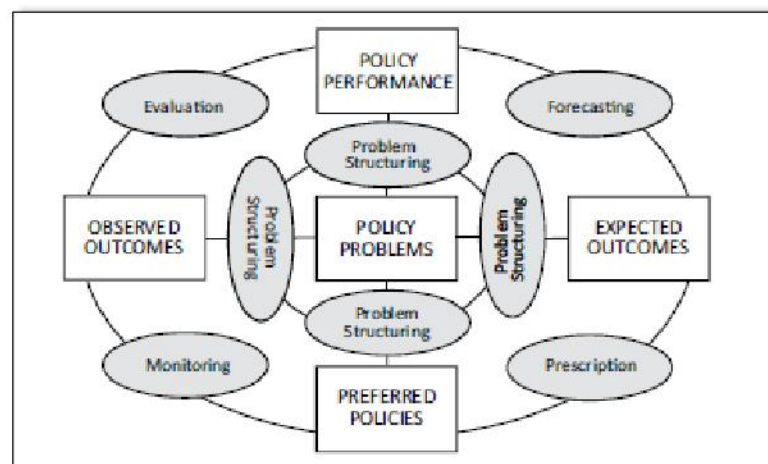 POLICY
PERFORMANCE
Evaluation
Forecasting
Problem
Structuring
OBSERVED
OUTCOMES
Problem
Structuring
POLICY
PROBLEMS
Problem
Structuring
EXPECTED
OUTCOMES
Problem
Structuring
Monitoring
Prescription
PREFERRED
POLICIES